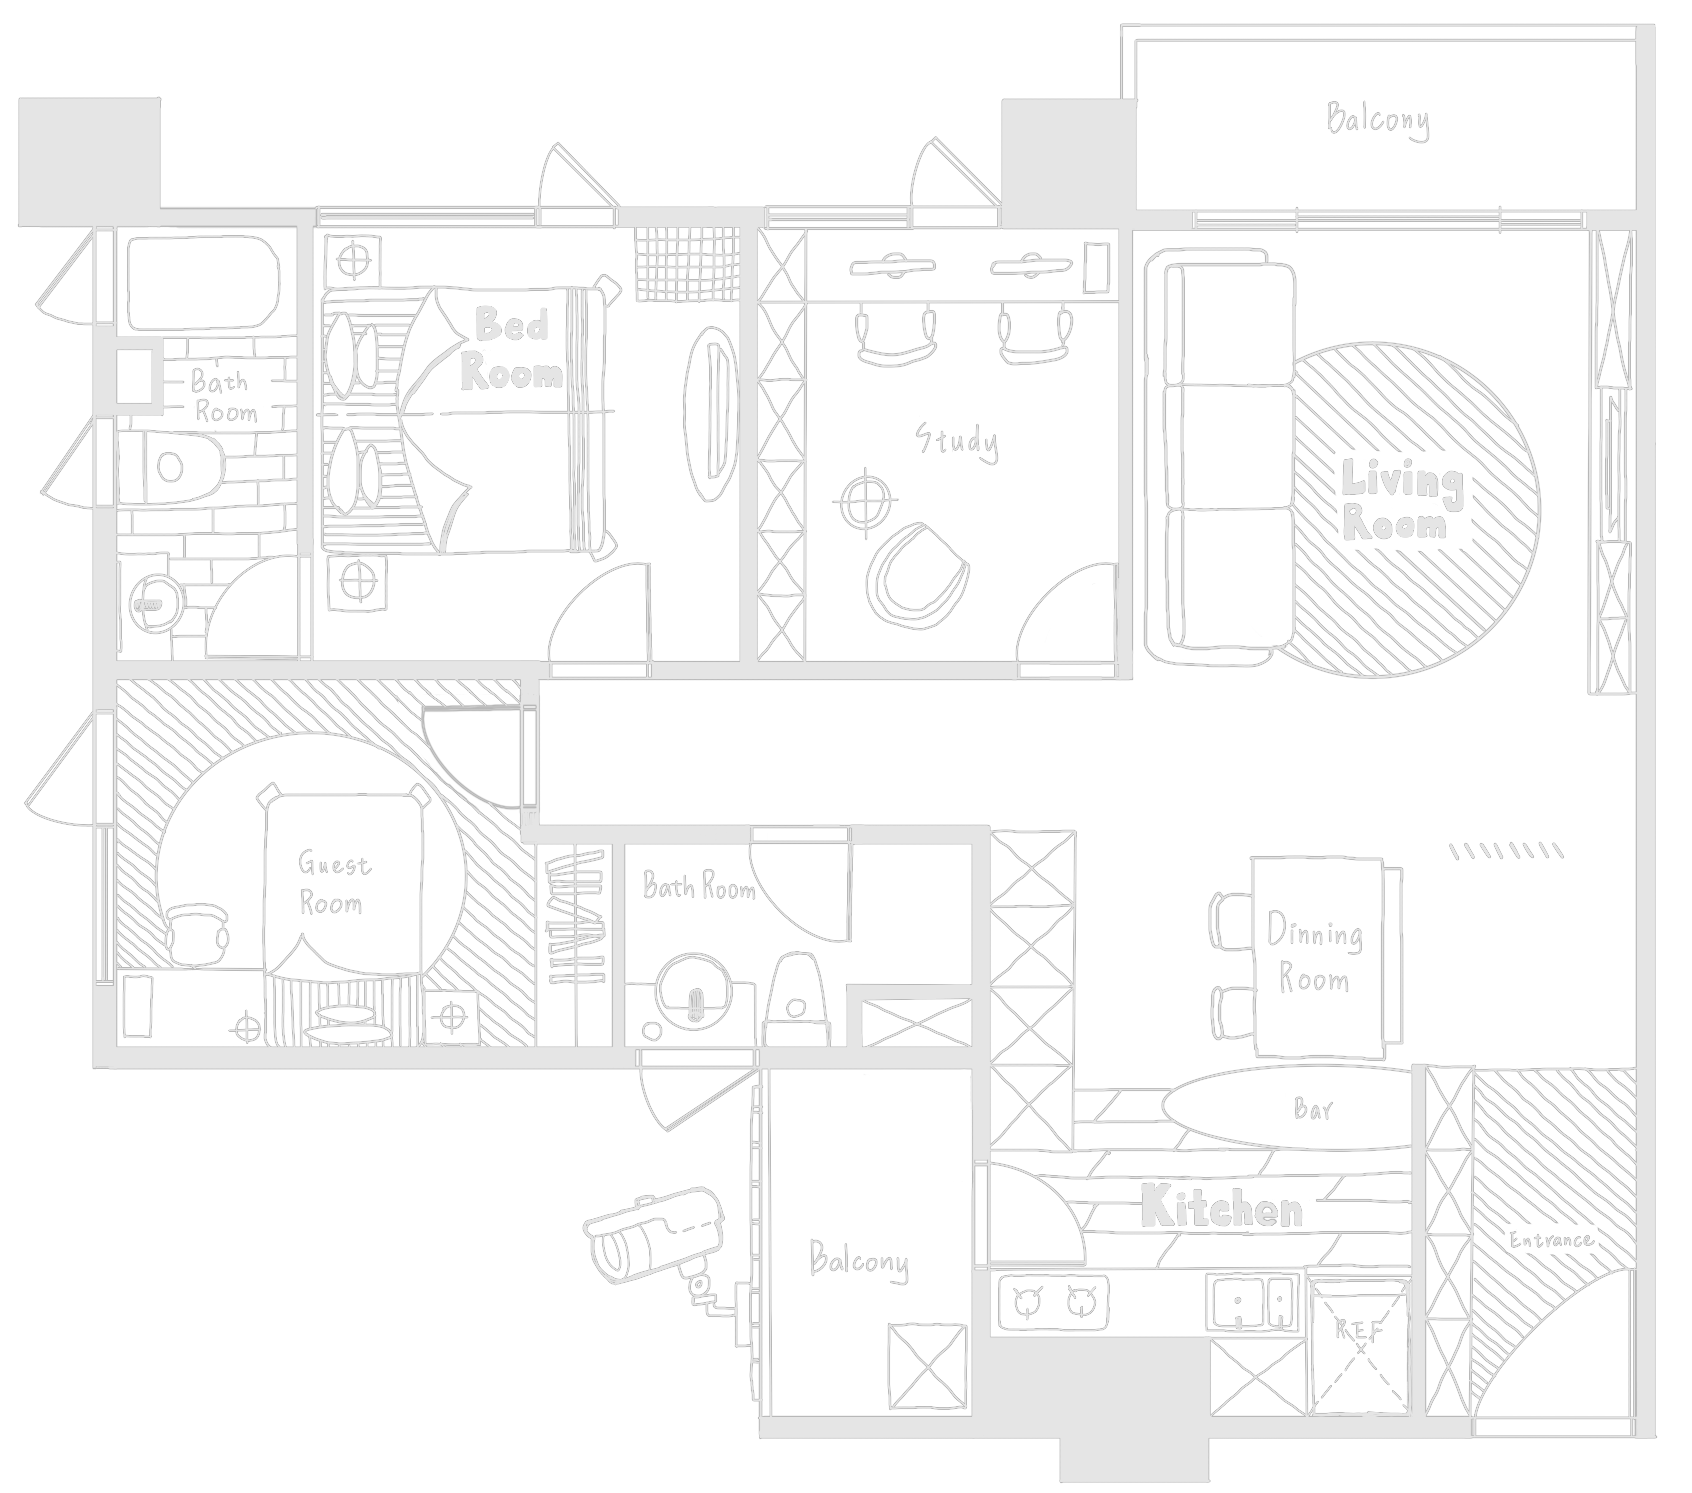 Balcony
Bed
Room
Bath
Room
Study
Living
Room
Guest
Room
Bath Room
Dinning
Room
Bar
Kitchen
Entrance
Balcony
REF